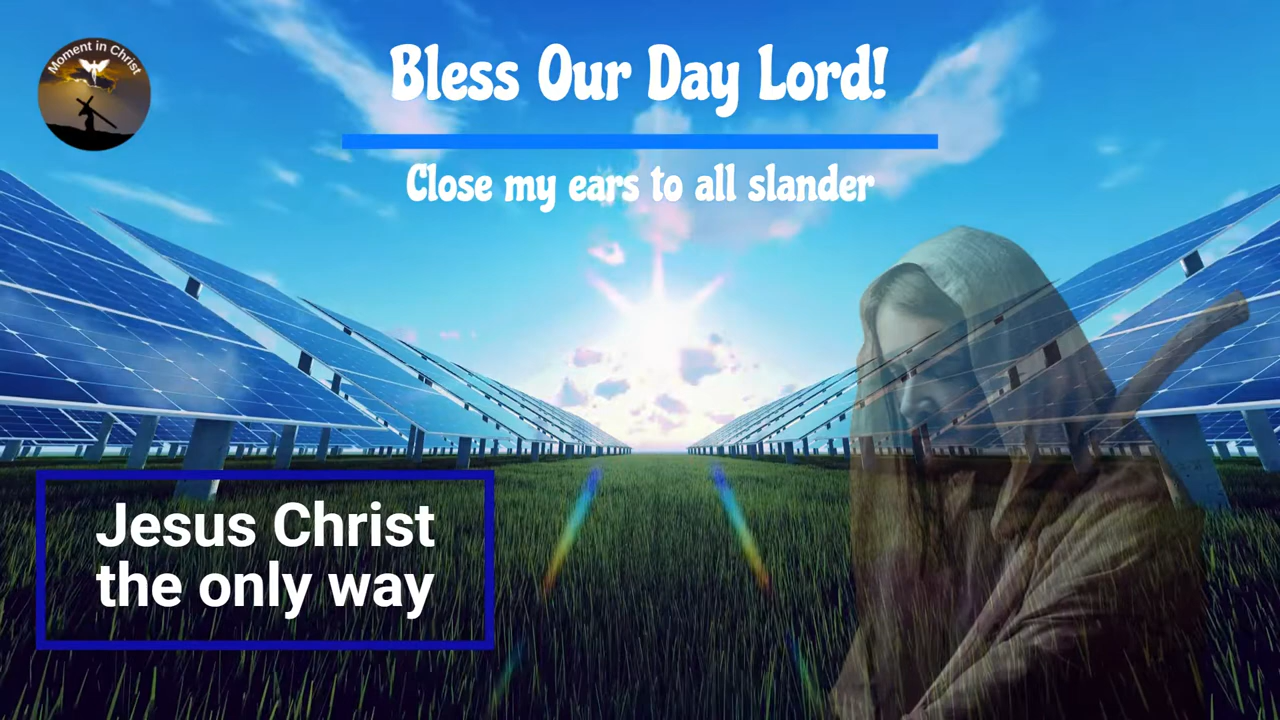 Moment in Christ
Bless Our Day Lord!
Close my ears to all slander
Jesus Christ
the only way